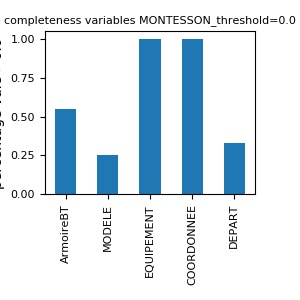 completeness variables MONTESSON_threshold=0.0
1.00
0.75
0.50
0.25
0.00
ArmoireBT
MODELE
EQUIPEMENT
COORDONNEE
DEPART